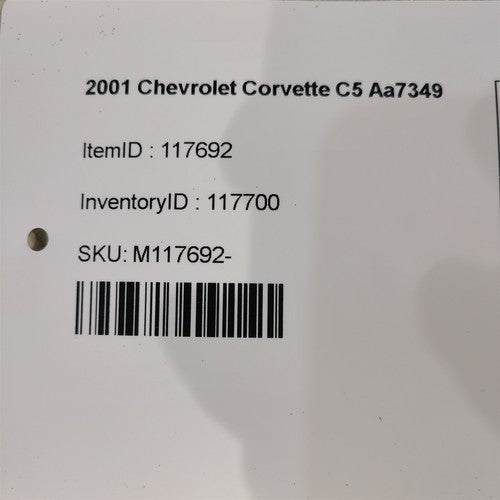 2001 Chevrolet Corvette C5 Aa7349
ItemID : 117692
InventoryID : 117700
SKU: M117692-